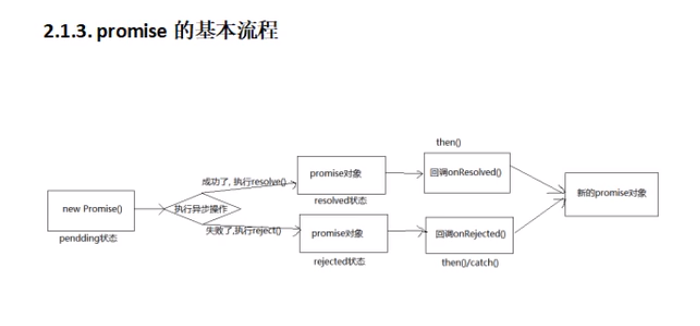 2.1.3. promise 的基本流程
then()
成功了, 执行resolve()
promise对象
回调onResolved()
resolved状态
new Promise()
执行异步操作
新的promise对象
pendding状态
失败了,执行reject()
promise对象
回调onRejected()
rejected状态
then()/catch()